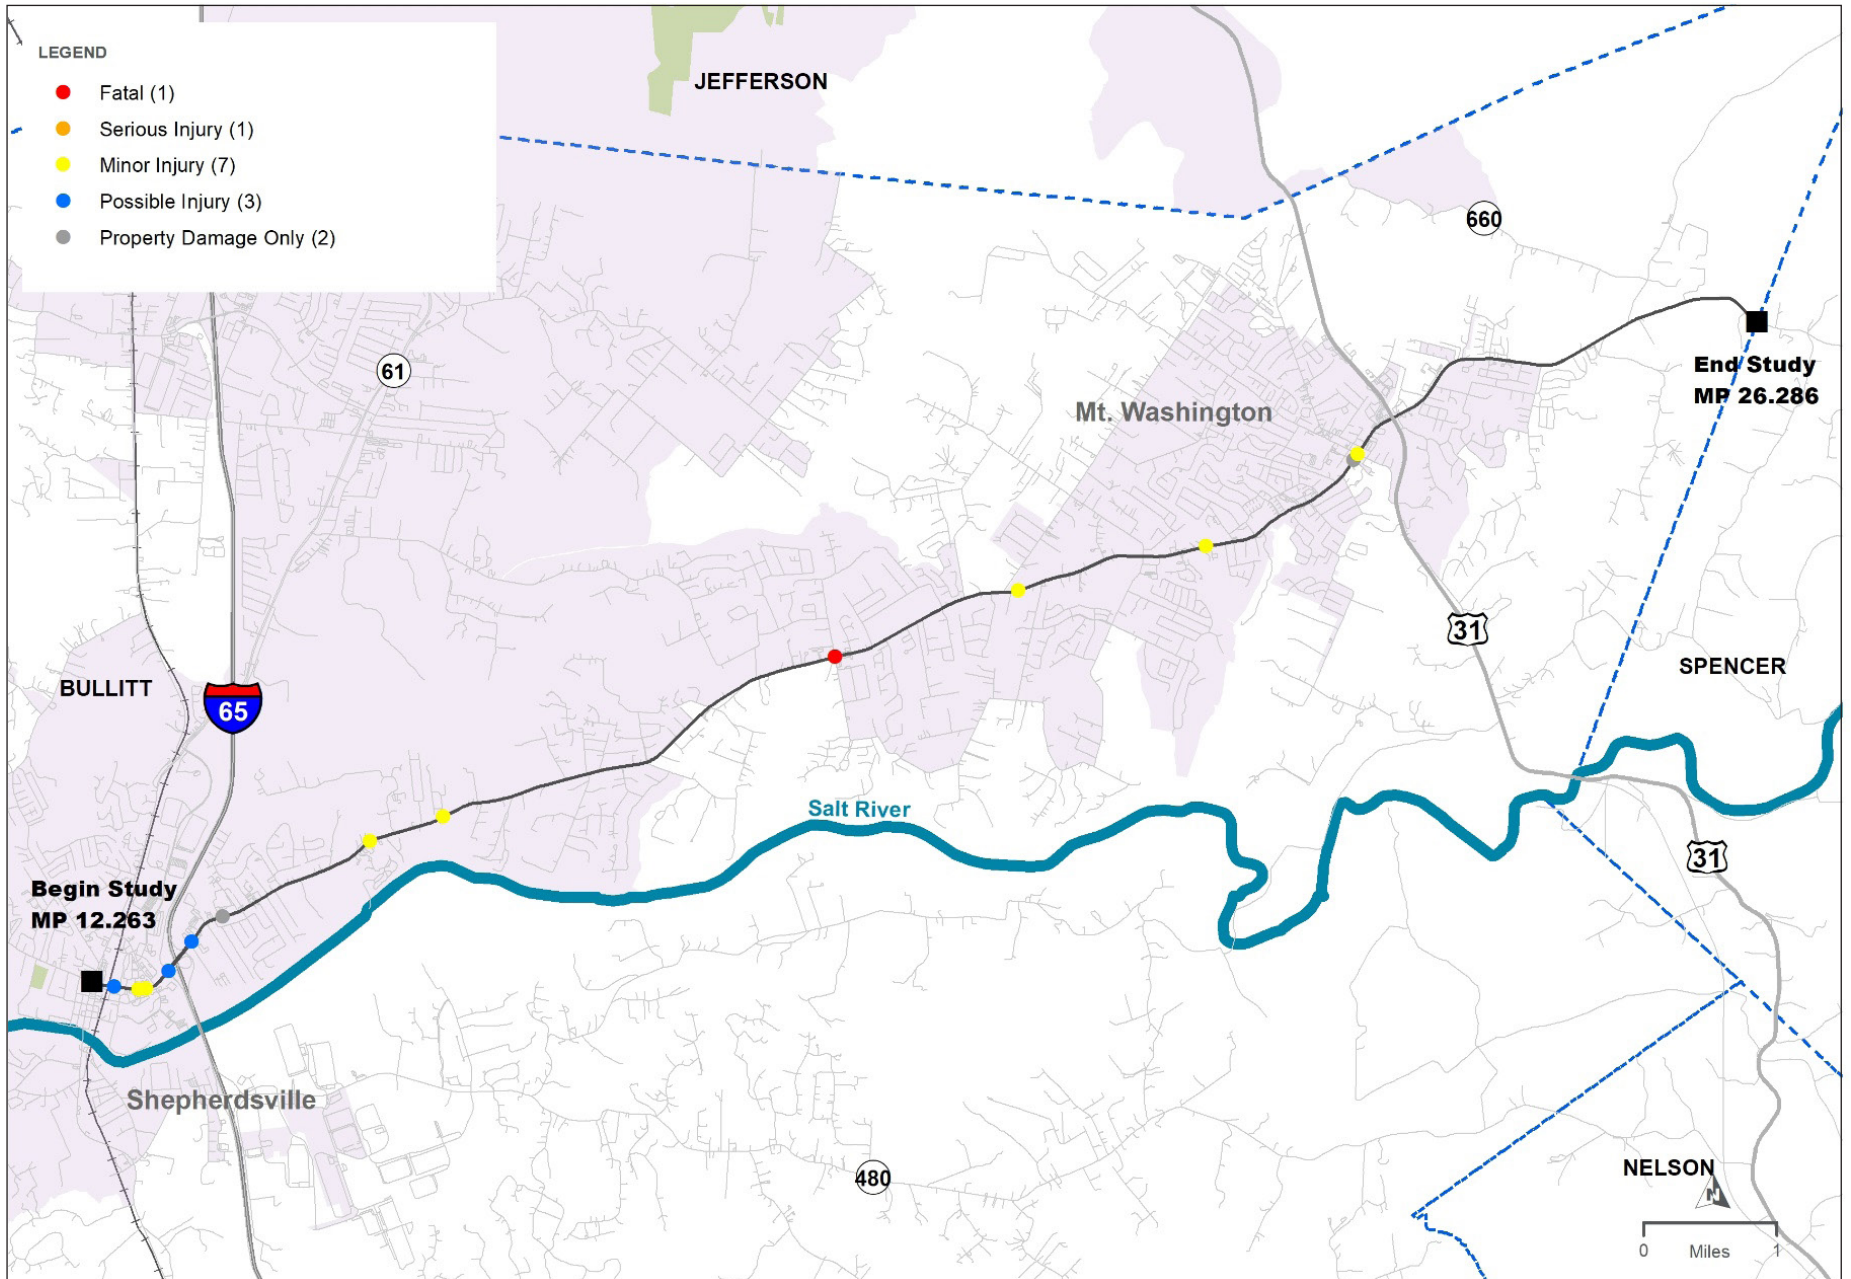 LEGEND
Fatal (1)
Serious Injury (1)
Minor Injury (7)
Possible Injury (3)
Property Damage Only (2)
JEFFERSON
660
61
End Study
MP 26.286
Mt. Washington
31
SPENCER
BULLITT
65
Salt River
31
Begin Study
MP 12.263
Shepherdsville
480
NELSON
N
0 Miles 1